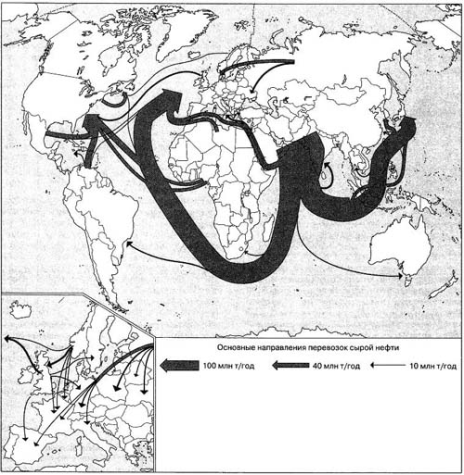 Основные направления перевозок сырой нефти
100 млн т/год 40 млн т/год 10 млн т/год